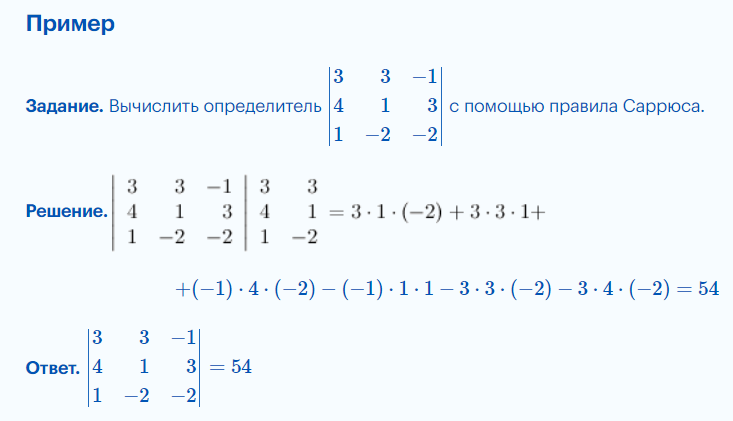 Пример
Задание. Вычислить определитель |3 3 −1; 4 1 3; 1 −2 −2| с помощью правила Саррюса.
Решение. |3 3 −1; 4 1 3; 1 −2 −2| 3 3; 4 1; 1 −2 = 3 · 1 · (−2) + 3 · 3 · 1+
+(−1) · 4 · (−2) − (−1) · 1 · 1 − 3 · 3 · (−2) − 3 · 4 · (−2) = 54
Ответ. |3 3 −1; 4 1 3; 1 −2 −2| = 54